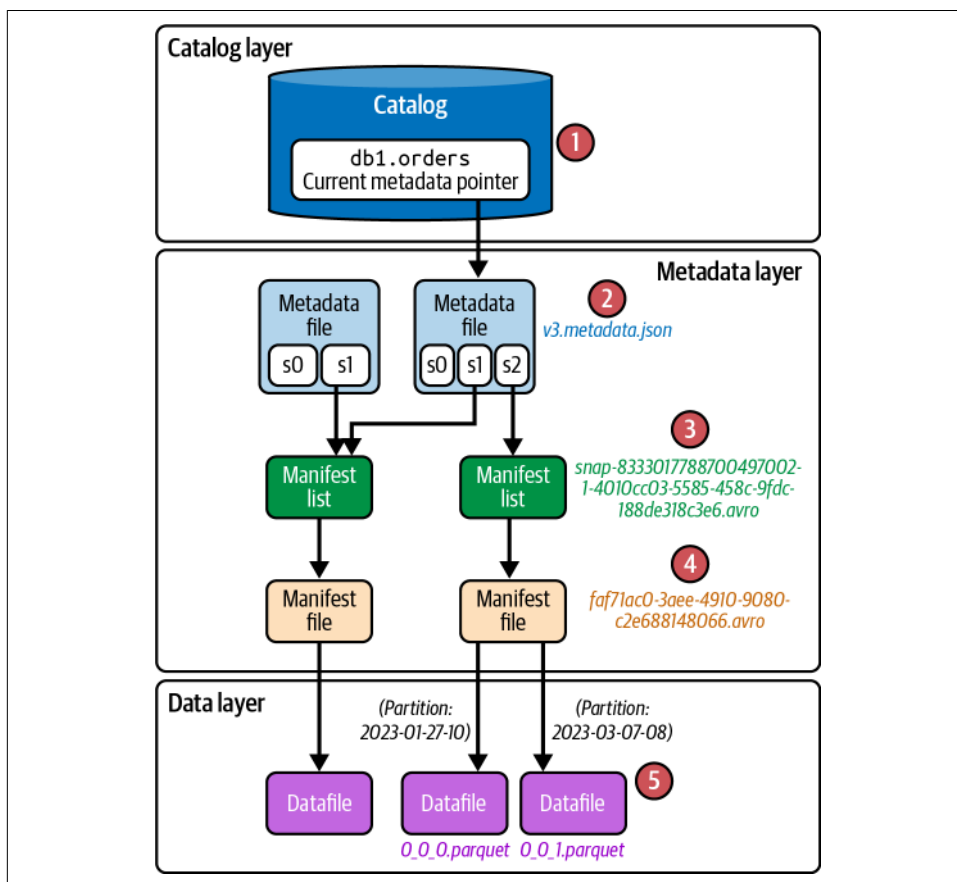 Catalog layer
Catalog
1
db1.orders
Current metadata pointer
Metadata layer
Metadata
file
s0 s1
Metadata
file
s0 s1 s2
2
v3.metadata.json
3
Manifest
list
Manifest
list
snap-8333017788700497002-
1-4010cc03-5585-458c-9fdc-
188de318c3e6.avro
4
Manifest
file
Manifest
file
faf71ac0-3aee-4910-9080-
c2e688148066.avro
Data layer
(Partition:
2023-01-27-10)
(Partition:
2023-03-07-08)
5
Datafile
Datafile
Datafile
0_0_0.parquet
0_0_1.parquet